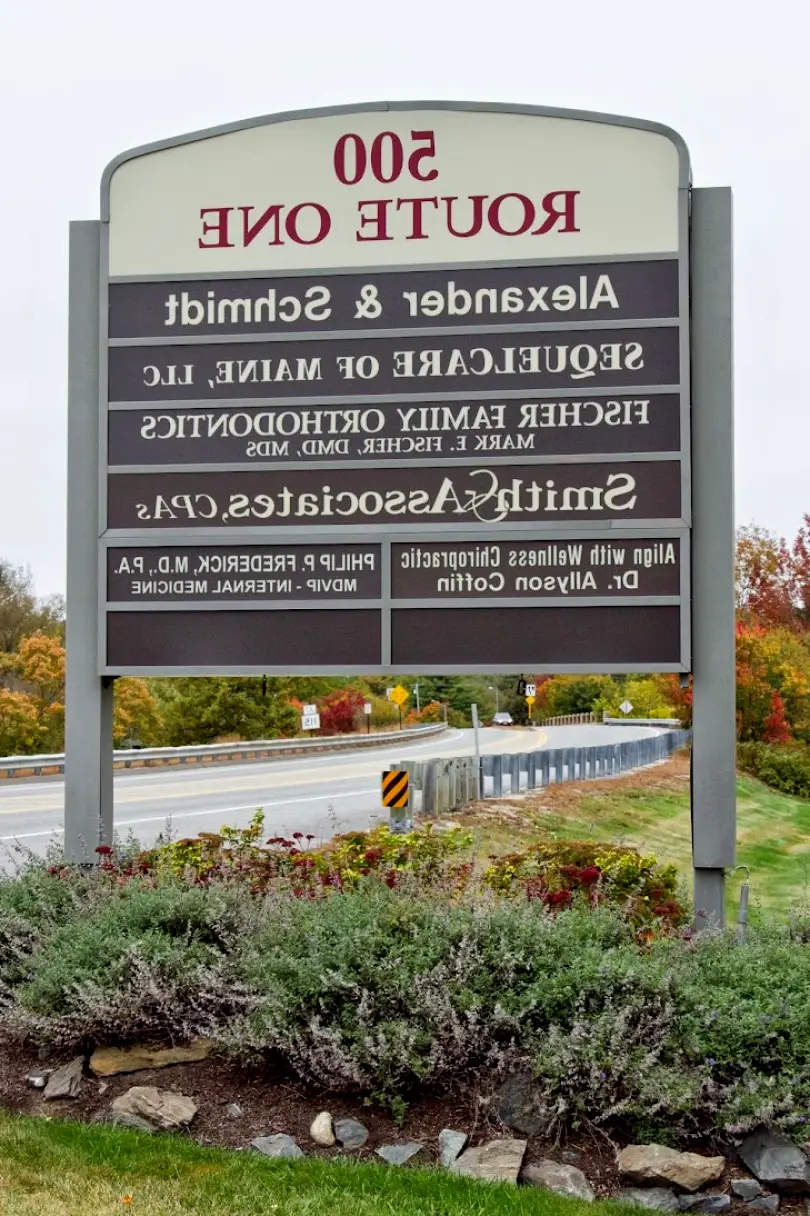 500
ROUTE ONE
Alexander & Schmidt
SEQUELCARE OF MAINE, LLC
FISCHER FAMILY ORTHODONTICS
MARK E. FISCHER, DMD, MDS
Smith & Associates, CPAs
Align with Wellness Chiropractic
Dr. Allyson Coffin
PHILIP P. FREDERICK, M.D., P.A.
MDVIP - INTERNAL MEDICINE